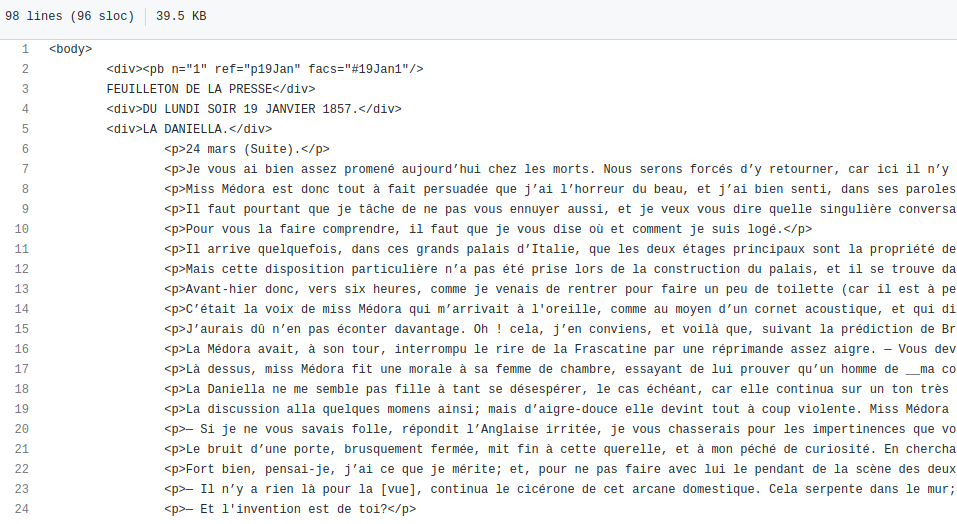 98 lines (96 sloc) 39.5 KB
1 <body>
2 <div><pb n="1" ref="p19Jan" facs="#19Jan1"/>
3 FEUILLETON DE LA PRESSE</div>
4 <div>DU LUNDI SOIR 19 JANVIER 1857.</div>
5 <div>LA DANIELLA.</div>
6 <p>24 mars (Suite).</p>
7 <p>Je vous ai bien assez promené aujourd’hui chez les morts. Nous serons forcés d’y retourner, car ici il n’y
8 <p>Miss Médora est donc tout à fait persuadée que j’ai l’horreur du beau, et j’ai bien senti, dans ses paroles
9 <p>Il faut pourtant que je tâche de ne pas vous ennuyer aussi, et je veux vous dire quelle singulière conversa
10 <p>Pour vous la faire comprendre, il faut que je vous dise où et comment je suis logé.</p>
11 <p>Il arrive quelquefois, dans ces grands palais d’Italie, que les deux étages principaux sont la propriété de
12 <p>Mais cette disposition particulière n’a pas été prise lors de la construction du palais, et il se trouve da
13 <p>Avant-hier donc, vers six heures, comme je venais de rentrer pour faire un peu de toilette (car il est à pe
14 <p>C’était la voix de miss Médora qui m’arrivait à l'oreille, comme au moyen d’un cornet acoustique, et qui di
15 <p>J’aurais dû n’en pas éconter davantage. Oh ! cela, j’en conviens, et voilà que, suivant la prédiction de Br
16 <p>La Médora avait, à son tour, interrompu le rire de la Frascatine par une réprimande assez aigre. — Vous dev
17 <p>Là dessus, miss Médora fit une morale à sa femme de chambre, essayant de lui prouver qu’un homme de __ma co
18 <p>La Daniella ne me semble pas fille à tant se désespérer, le cas échéant, car elle continua sur un ton très
19 <p>La discussion alla quelques momens ainsi; mais d’aigre-douce elle devint tout à coup violente. Miss Médora
20 <p>— Si je ne vous savais folle, répondit l’Anglaise irritée, je vous chasserais pour les impertinences que vo
21 <p>Le bruit d’une porte, brusquement fermée, mit fin à cette querelle, et à mon péché de curiosité. En chercha
22 <p>Fort bien, pensai-je, j’ai ce que je mérite; et, pour ne pas faire avec lui le pendant de la scène des deux
23 <p>— Il n’y a rien là pour la [vue], continua le cicérone de cet arcane domestique. Cela serpente dans le mur;
24 <p>— Et l'invention est de toi?</p>